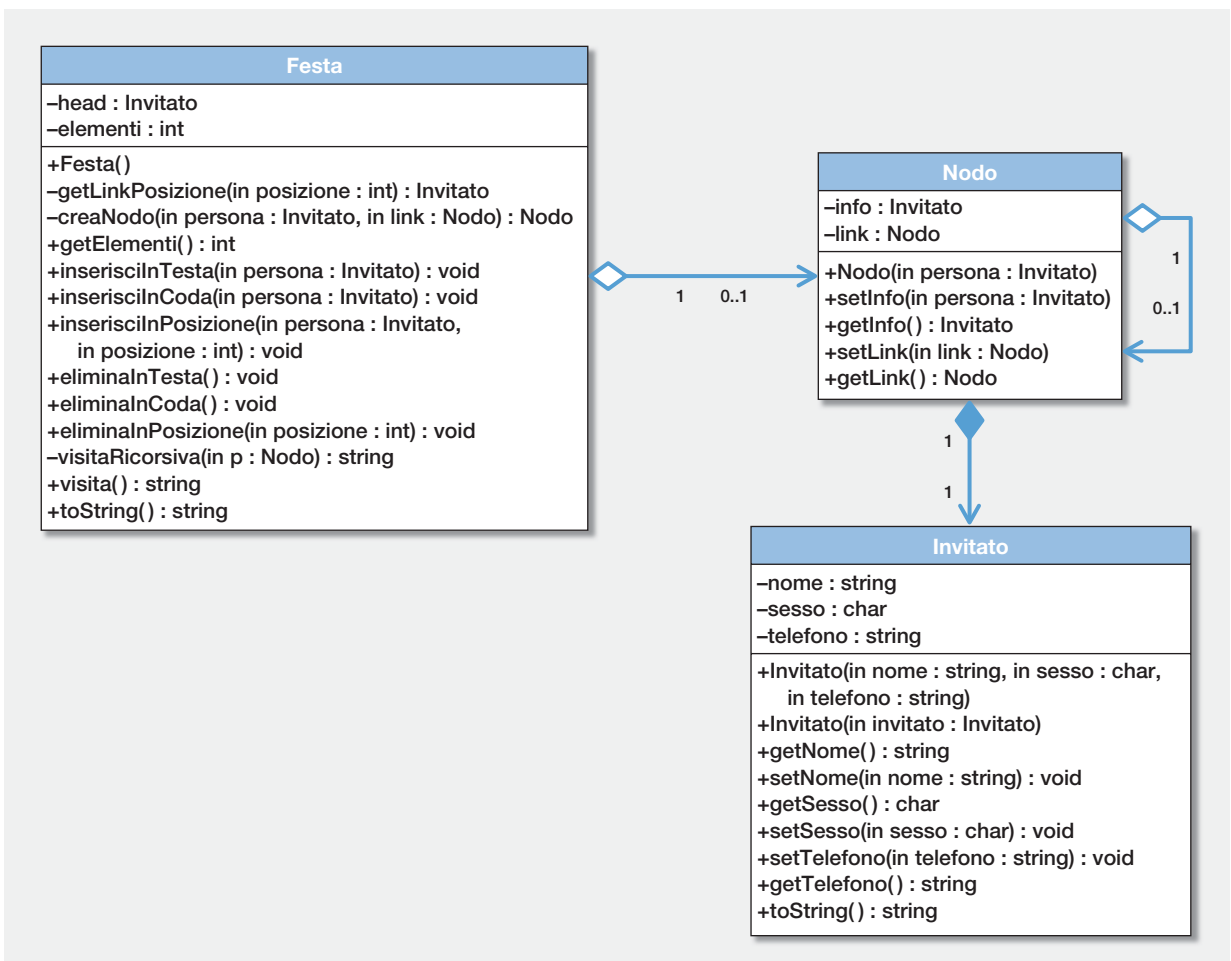 Festa
–head : Invitato
–elementi : int
+Festa()
–getLinkPosizione(in posizione : int) : Invitato
–creaNodo(in persona : Invitato, in link : Nodo) : Nodo
+getElementi() : int
+inserisciInTesta(in persona : Invitato) : void
+inserisciInCoda(in persona : Invitato) : void
+inserisciInPosizione(in persona : Invitato,
in posizione : int) : void
+eliminaInTesta() : void
+eliminaInCoda() : void
+eliminaInPosizione(in posizione : int) : void
–visitaRicorsiva(in p : Nodo) : string
+visita() : string
+toString() : string
1 0..1
Nodo
–info : Invitato
–link : Nodo
+Nodo(in persona : Invitato)
+setInfo(in persona : Invitato)
+getInfo() : Invitato
+setLink(in link : Nodo)
+getLink() : Nodo
1
0..1
1
1
Invitato
–nome : string
–sesso : char
–telefono : string
+Invitato(in nome : string, in sesso : char,
in telefono : string)
+Invitato(in invitato : Invitato)
+getNome() : string
+setNome(in nome : string) : void
+getSesso() : char
+setSesso(in sesso : char) : void
+setTelefono(in telefono : string) : void
+getTelefono() : string
+toString() : string